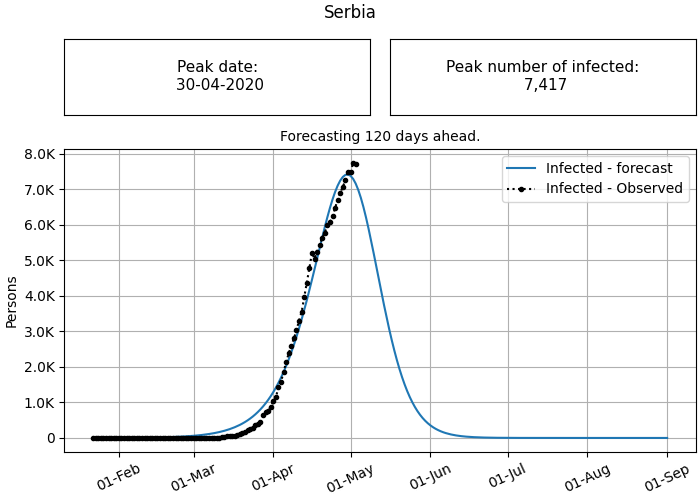 Serbia
Peak date:
30-04-2020
Peak number of infected:
7,417
Forecasting 120 days ahead.
8.0K
7.0K
6.0K
5.0K
4.0K
3.0K
2.0K
1.0K
0
Persons
Infected - forecast
Infected - Observed
01-Feb
01-Mar
01-Apr
01-May
01-Jun
01-Jul
01-Aug
01-Sep